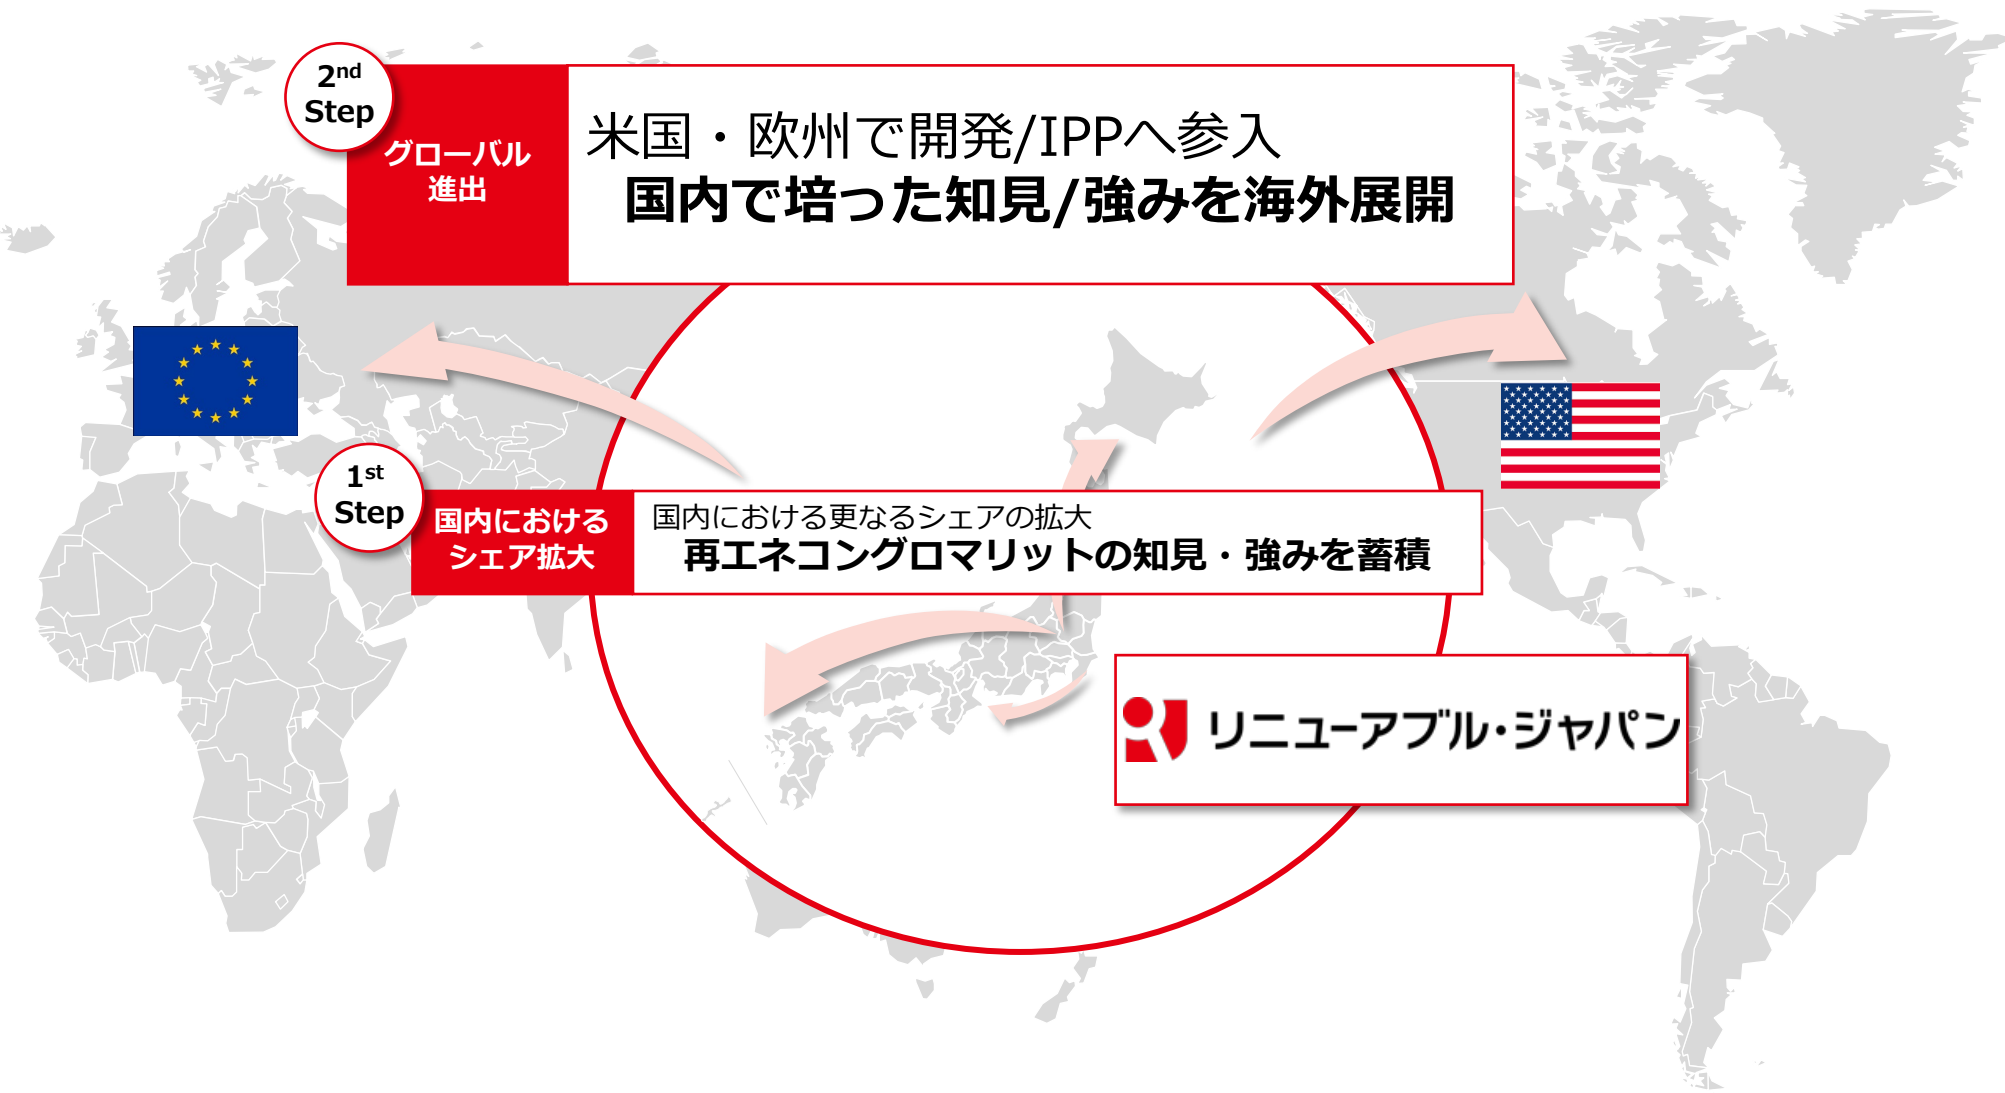 2nd
Step
グローバル
進出
米国・欧州で開発/IPPへ参入
国内で培った知見/強みを海外展開
1st
Step
国内における
シェア拡大
国内における更なるシェアの拡大
再エネコングロマリットの知見・強みを蓄積
リニューアブル・ジャパン